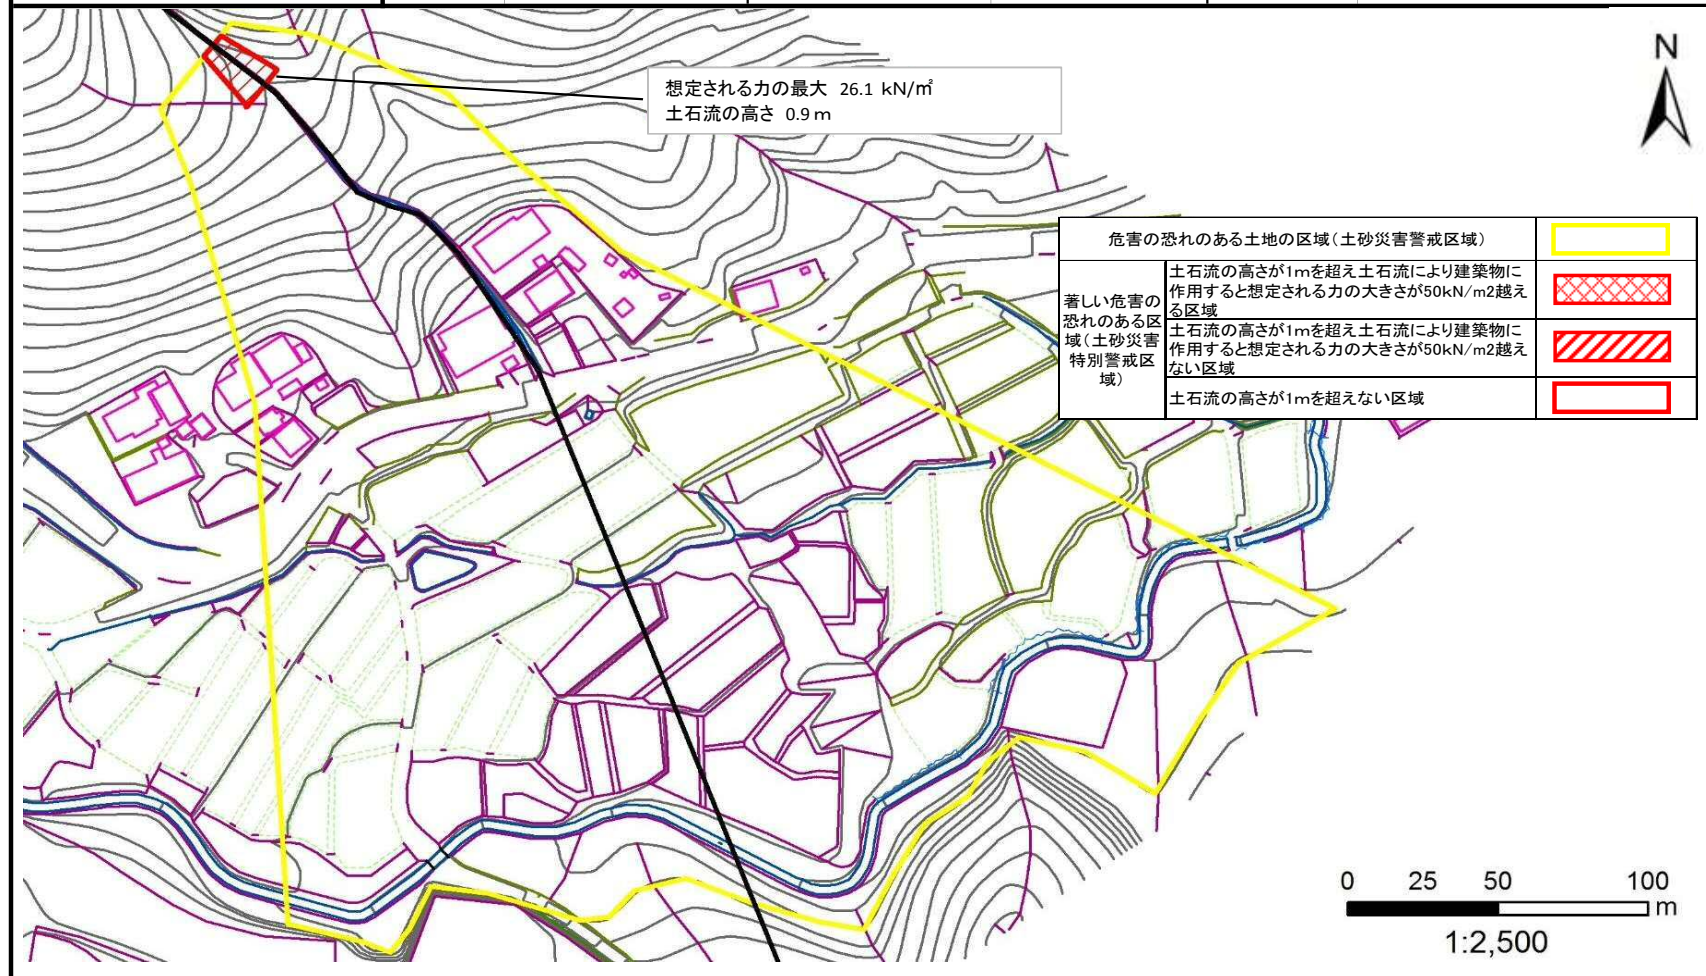 N
想定される力の最大 26.1 kN/㎡
土石流の高さ 0.9 m
危害の恐れのある土地の区域(土砂災害警戒区域)
著しい危害の
恐れのある区
域(土砂災害
特別警戒区
域)
土石流の高さが1mを超え土石流により建築物に
作用すると想定される力の大きさが50kN/m2越え
る区域
土石流の高さが1mを超え土石流により建築物に
作用すると想定される力の大きさが50kN/m2越え
ない区域
土石流の高さが1mを超えない区域
0 25 50 100
m
1:2,500